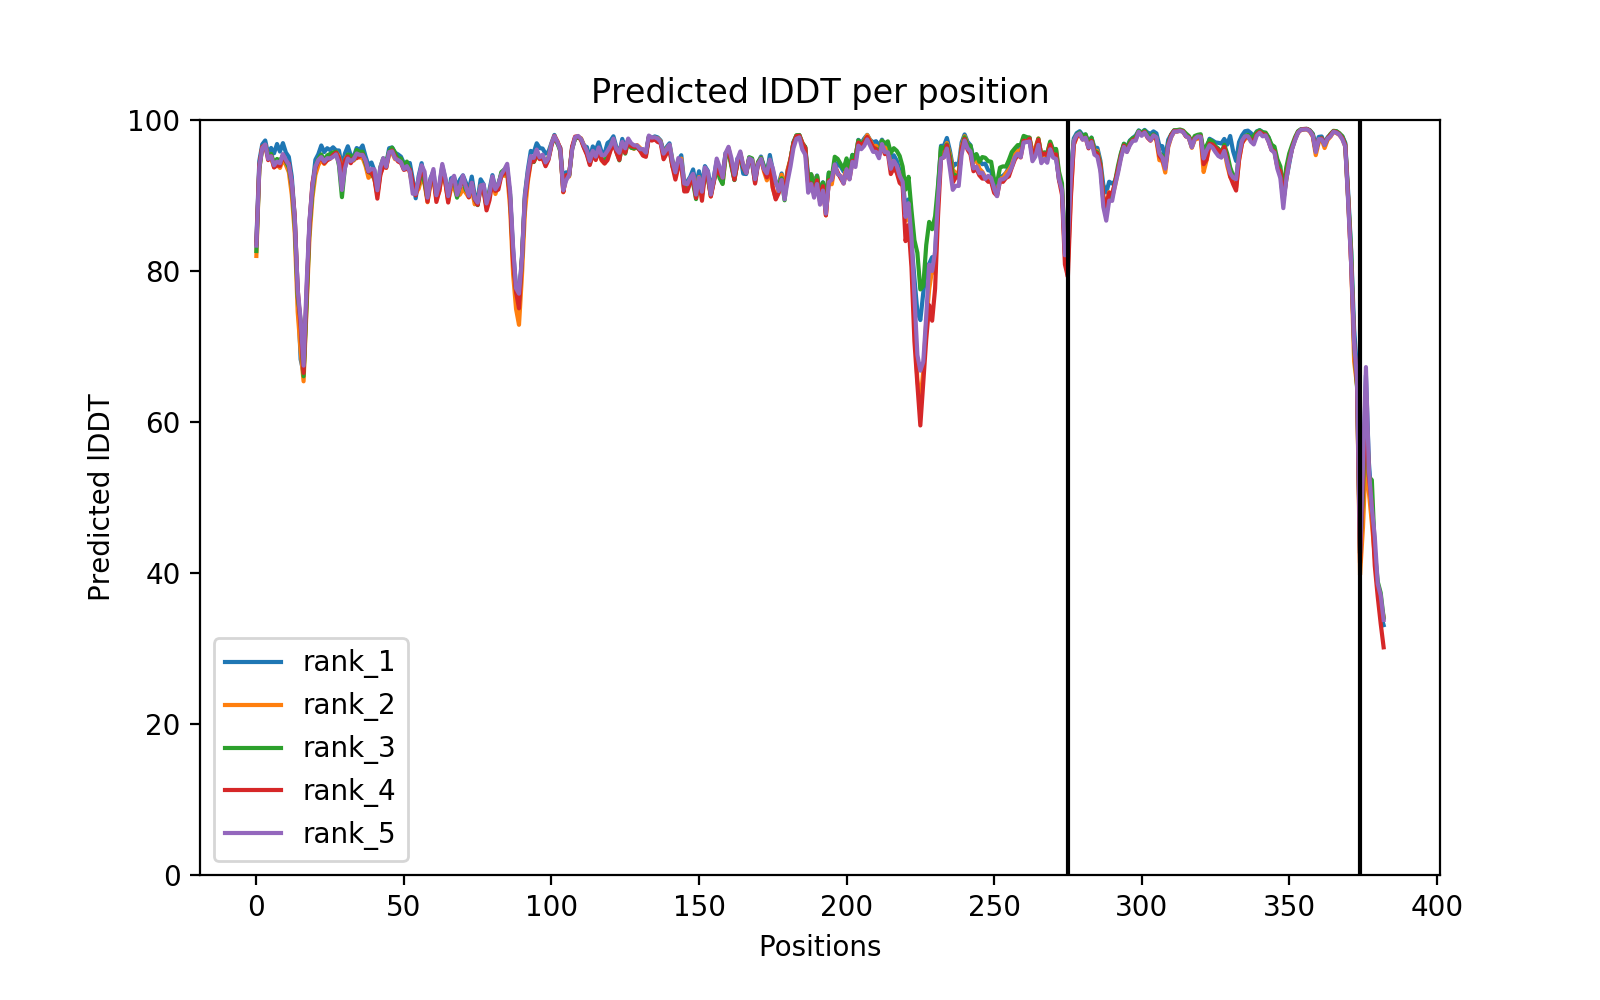 Predicted lDDT per position
100
80
60
40
20
0
Predicted lDDT
rank_1
rank_2
rank_3
rank_4
rank_5
0 50 100 150 200 250 300 350 400
Positions